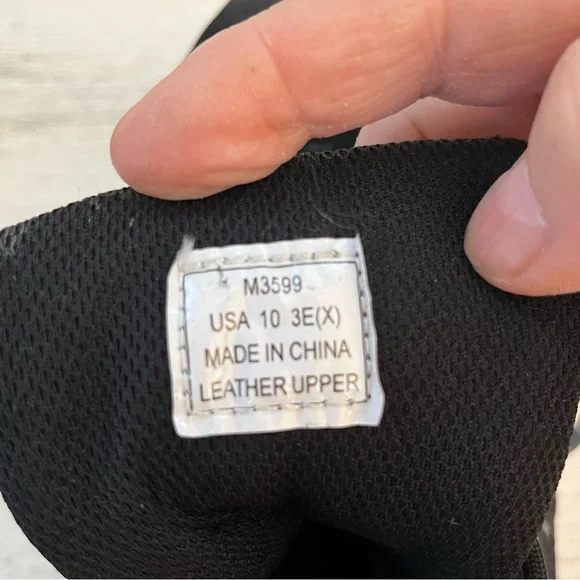 M3599
USA 10 3E(X)
MADE IN CHINA
LEATHER UPPER